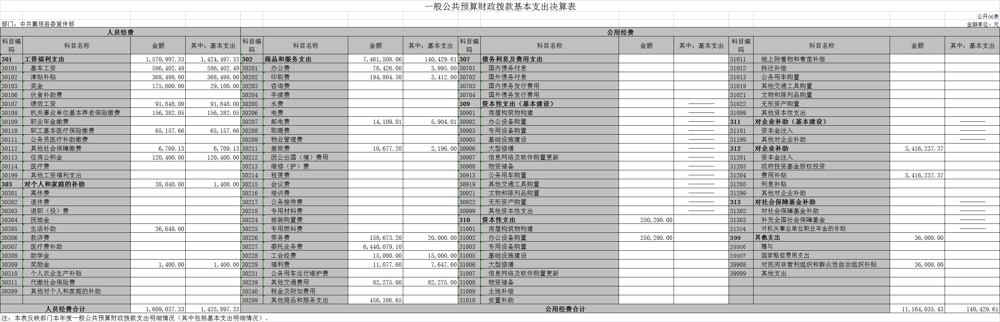 一般公共预算财政拨款基本支出决算表
公开06表
部门：中共襄垣县委宣传部
金额单位：元
人员经费 公用经费
科目编码 科目名称 金额 其中：基本支出 科目编码 科目名称 金额 其中：基本支出 科目编码 科目名称 金额 其中：基本支出 科目编码 科目名称 金额 其中：基本支出
301 工资福利支出 1,570,997.33 1,424,497.33 302 商品和服务支出 7,461,508.06 140,429.61 307 债务利息及费用支出 31011 地上附着物和青苗补偿
30101 基本工资 586,402.49 586,402.49 30201 办公费 78,426.00 3,995.00 30701 国内债务付息 31012 拆迁补偿
30102 津贴补贴 368,498.00 368,498.00 30202 印刷费 194,804.30 3,412.00 30702 国外债务付息 31013 公务用车购置
30103 奖金 175,600.00 29,100.00 30203 咨询费 30703 国内债务发行费用 31019 其他交通工具购置
30106 伙食补助费 30204 手续费 30704 国外债务发行费用 31021 文物和陈列品购置
30107 绩效工资 91,848.00 91,848.00 30205 水费 309 资本性支出（基本建设） ———— 31022 无形资产购置
30108 机关事业单位基本养老保险缴费 156,382.05 156,382.05 30206 电费 30901 房屋构筑物构建 ———— 31099 其他资本性支出
30109 职业年金缴费 30207 邮电费 14,109.01 5,904.01 30902 办公设备购置 ———— 311 对企业补助（基本建设） ————
30110 职工基本医疗保险缴费 65,157.66 65,157.66 30208 取暖费 30903 专用设备购置 ———— 31101 资本金注入 ————
30111 公务员医疗补助缴费 30209 物业管理费 30905 基础设施建设 ———— 31199 其他对企业补助 ————
30112 其他社会保障缴费 6,709.13 6,709.13 30211 差旅费 10,677.20 2,196.00 30906 大型修缮 ———— 312 对企业补助 3,416,237.37
30113 住房公积金 120,400.00 120,400.00 30212 因公出国（境）费用 30907 信息网络及软件购置更新 ———— 31201 资本金注入
30114 医疗费 30213 维修（护）费 30908 物资储备 ———— 31203 政府投资基金股权投资
30199 其他工资福利支出 30214 租赁费 30913 公务用车购置 ———— 31204 费用补贴 3,416,237.37
303 对个人和家庭的补助 38,040.00 1,400.00 30215 会议费 30919 其他交通工具购置 ———— 31205 利息补贴
30301 离休费 30216 培训费 30921 文物和陈列品购置 ———— 31299 其他对企业补助
30302 退休费 30217 公务接待费 30922 无形资产购置 ———— 313 对社会保障基金补助 ————
30303 退职（役）费 30218 专用材料费 30999 其他资本性支出 ———— 31302 对社会保障基金补助 ————
30304 抚恤金 30224 被装购置费 310 资本性支出 250,290.00 31303 补充全国社会保障基金 ————
30305 生活补助 36,640.00 30225 专用燃料费 31001 房屋构筑物构建 31304 对机关事业单位职业年金的补助 ————
30306 救济费 30226 劳务费 158,673.20 20,000.00 31002 办公设备购置 250,290.00 399 其他支出 36,000.00
30307 医疗费补助 30227 委托业务费 6,440,079.10 31003 专用设备购置 39906 赠与
30308 助学金 30228 工会经费 15,000.00 15,000.00 31005 基础设施建设 39907 国家赔偿费用支出
30309 奖励金 1,400.00 1,400.00 30229 福利费 11,077.60 7,647.60 31006 大型修缮 39908 对民间非营利组织和群众性自治组织补贴 36,000.00
30310 个人农业生产补贴 30231 公务用车运行维护费 31007 信息网络及软件购置更新 39999 其他支出
30311 代缴社会保险费 30239 其他交通费用 82,275.00 82,275.00 31008 物资储备
30399 其他对个人和家庭的补助 30240 税金及附加费用 31009 土地补偿
30299 其他商品和服务支出 456,386.65 31010 安置补助
人员经费合计 1,609,037.33 1,425,897.33 公用经费合计 11,164,035.43 140,429.61
注：本表反映部门本年度一般公共预算财政拨款支出明细情况（其中包括基本支出明细情况）。